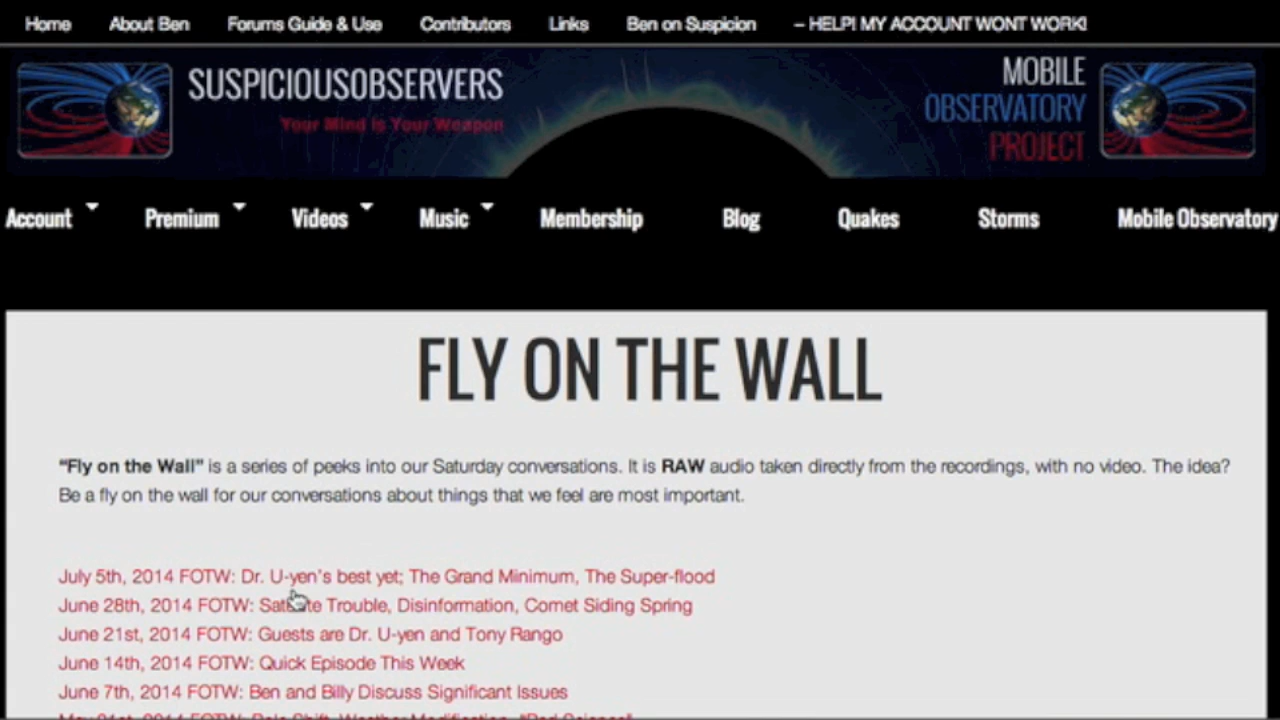 Home About Ben Forums Guide & Use Contributors Links Ben on Suspicion – HELP! MY ACCOUNT WONT WORK!
SUSPICIOUSOBSERVERS
Your Mind Is Your Weapon
MOBILE
OBSERVATORY
PROJECT
Account Premium Videos Music Membership Blog Quakes Storms Mobile Observatory
FLY ON THE WALL
“Fly on the Wall” is a series of peeks into our Saturday conversations. It is RAW audio taken directly from the recordings, with no video. The idea?
Be a fly on the wall for our conversations about things that we feel are most important.
July 5th, 2014 FOTW: Dr. U-yen's best yet; The Grand Minimum, The Super-flood
June 28th, 2014 FOTW: Satellite Trouble, Disinformation, Comet Siding Spring
June 21st, 2014 FOTW: Guests are Dr. U-yen and Tony Rango
June 14th, 2014 FOTW: Quick Episode This Week
June 7th, 2014 FOTW: Ben and Billy Discuss Significant Issues